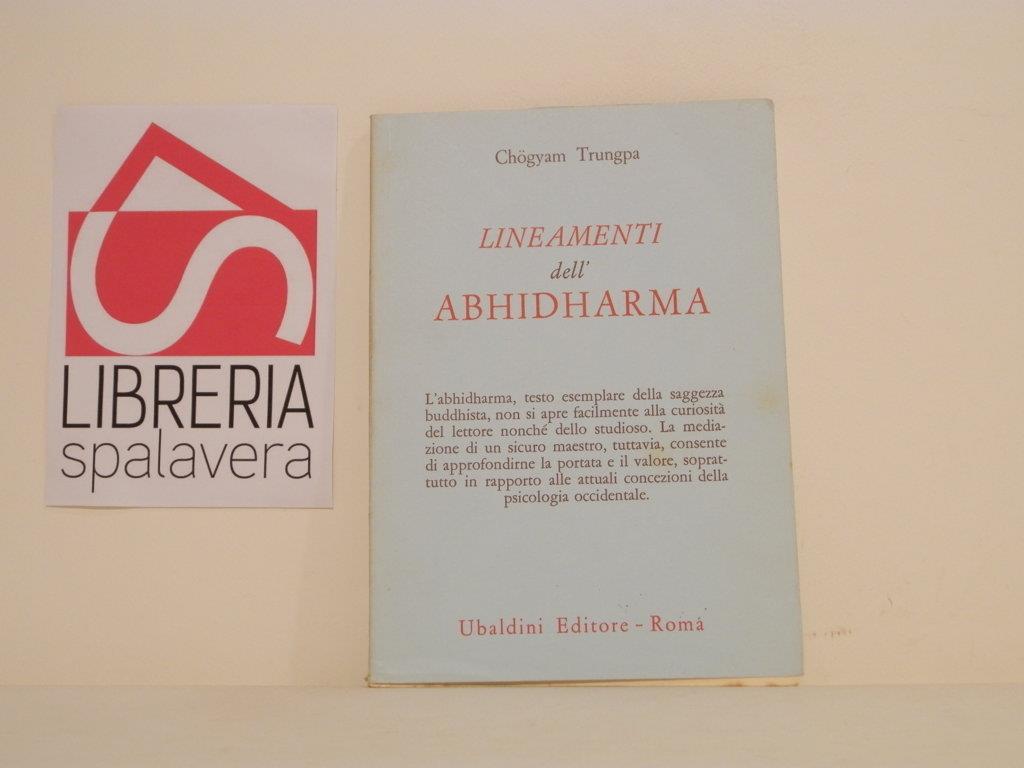 LIBRERIA
spalavera
Chögyam Trungpa
LINEAMENTI
dell'
ABHIDHARMA
L'abhidharma, testo esemplare della saggezza
buddhista, non si apre facilmente alla curiosità
del lettore nonché dello studioso. La media-
zione di un sicuro maestro, tuttavia, consente
di approfondirne la portata e il valore, soprat-
tutto in rapporto alle attuali concezioni della
psicologia occidentale.
Ubaldini Editore - Roma